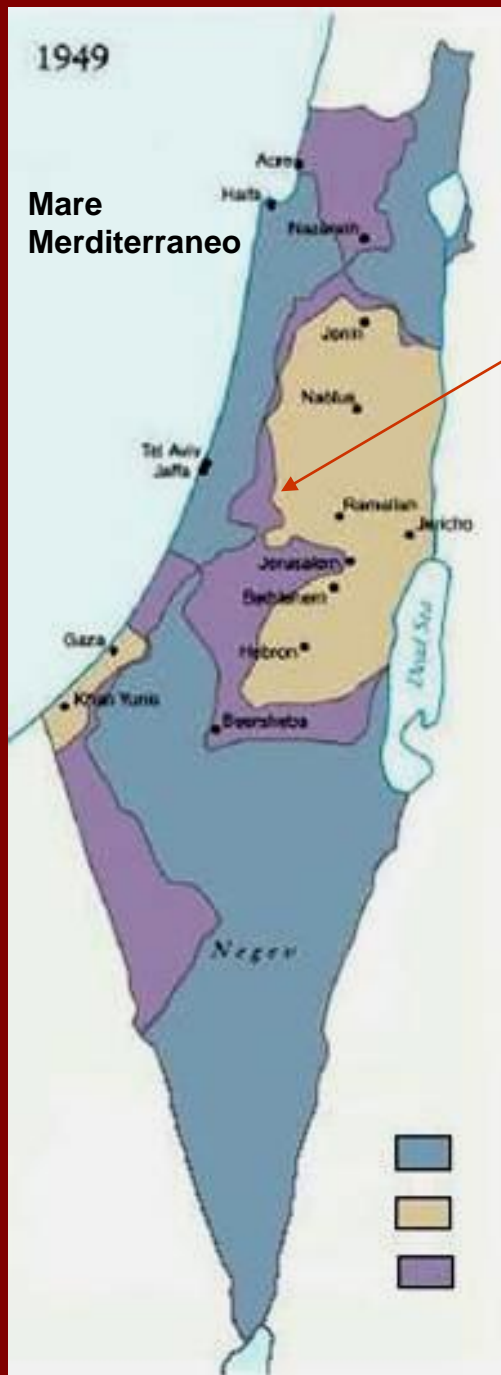 1949
Acre
Haifa
Mare
Merditerraneo
Nazareth
Jenin
Nablus
Tel Aviv
Jaffa
Ramallah
Jericho
Jerusalem
Bethlehem
Gaza
Hebron
Dead Sea
Khan Yunis
Beersheba
Negev